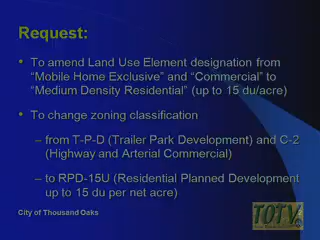 Request:
• To amend Land Use Element designation from
“Mobile Home Exclusive” and “Commercial” to
“Medium Density Residential” (up to 15 du/acre)
• To change zoning classification
– from T-P-D (Trailer Park Development) and C-2
(Highway and Arterial Commercial)
– to RPD-15U (Residential Planned Development
up to 15 du per net acre)
City of Thousand Oaks
TOTV